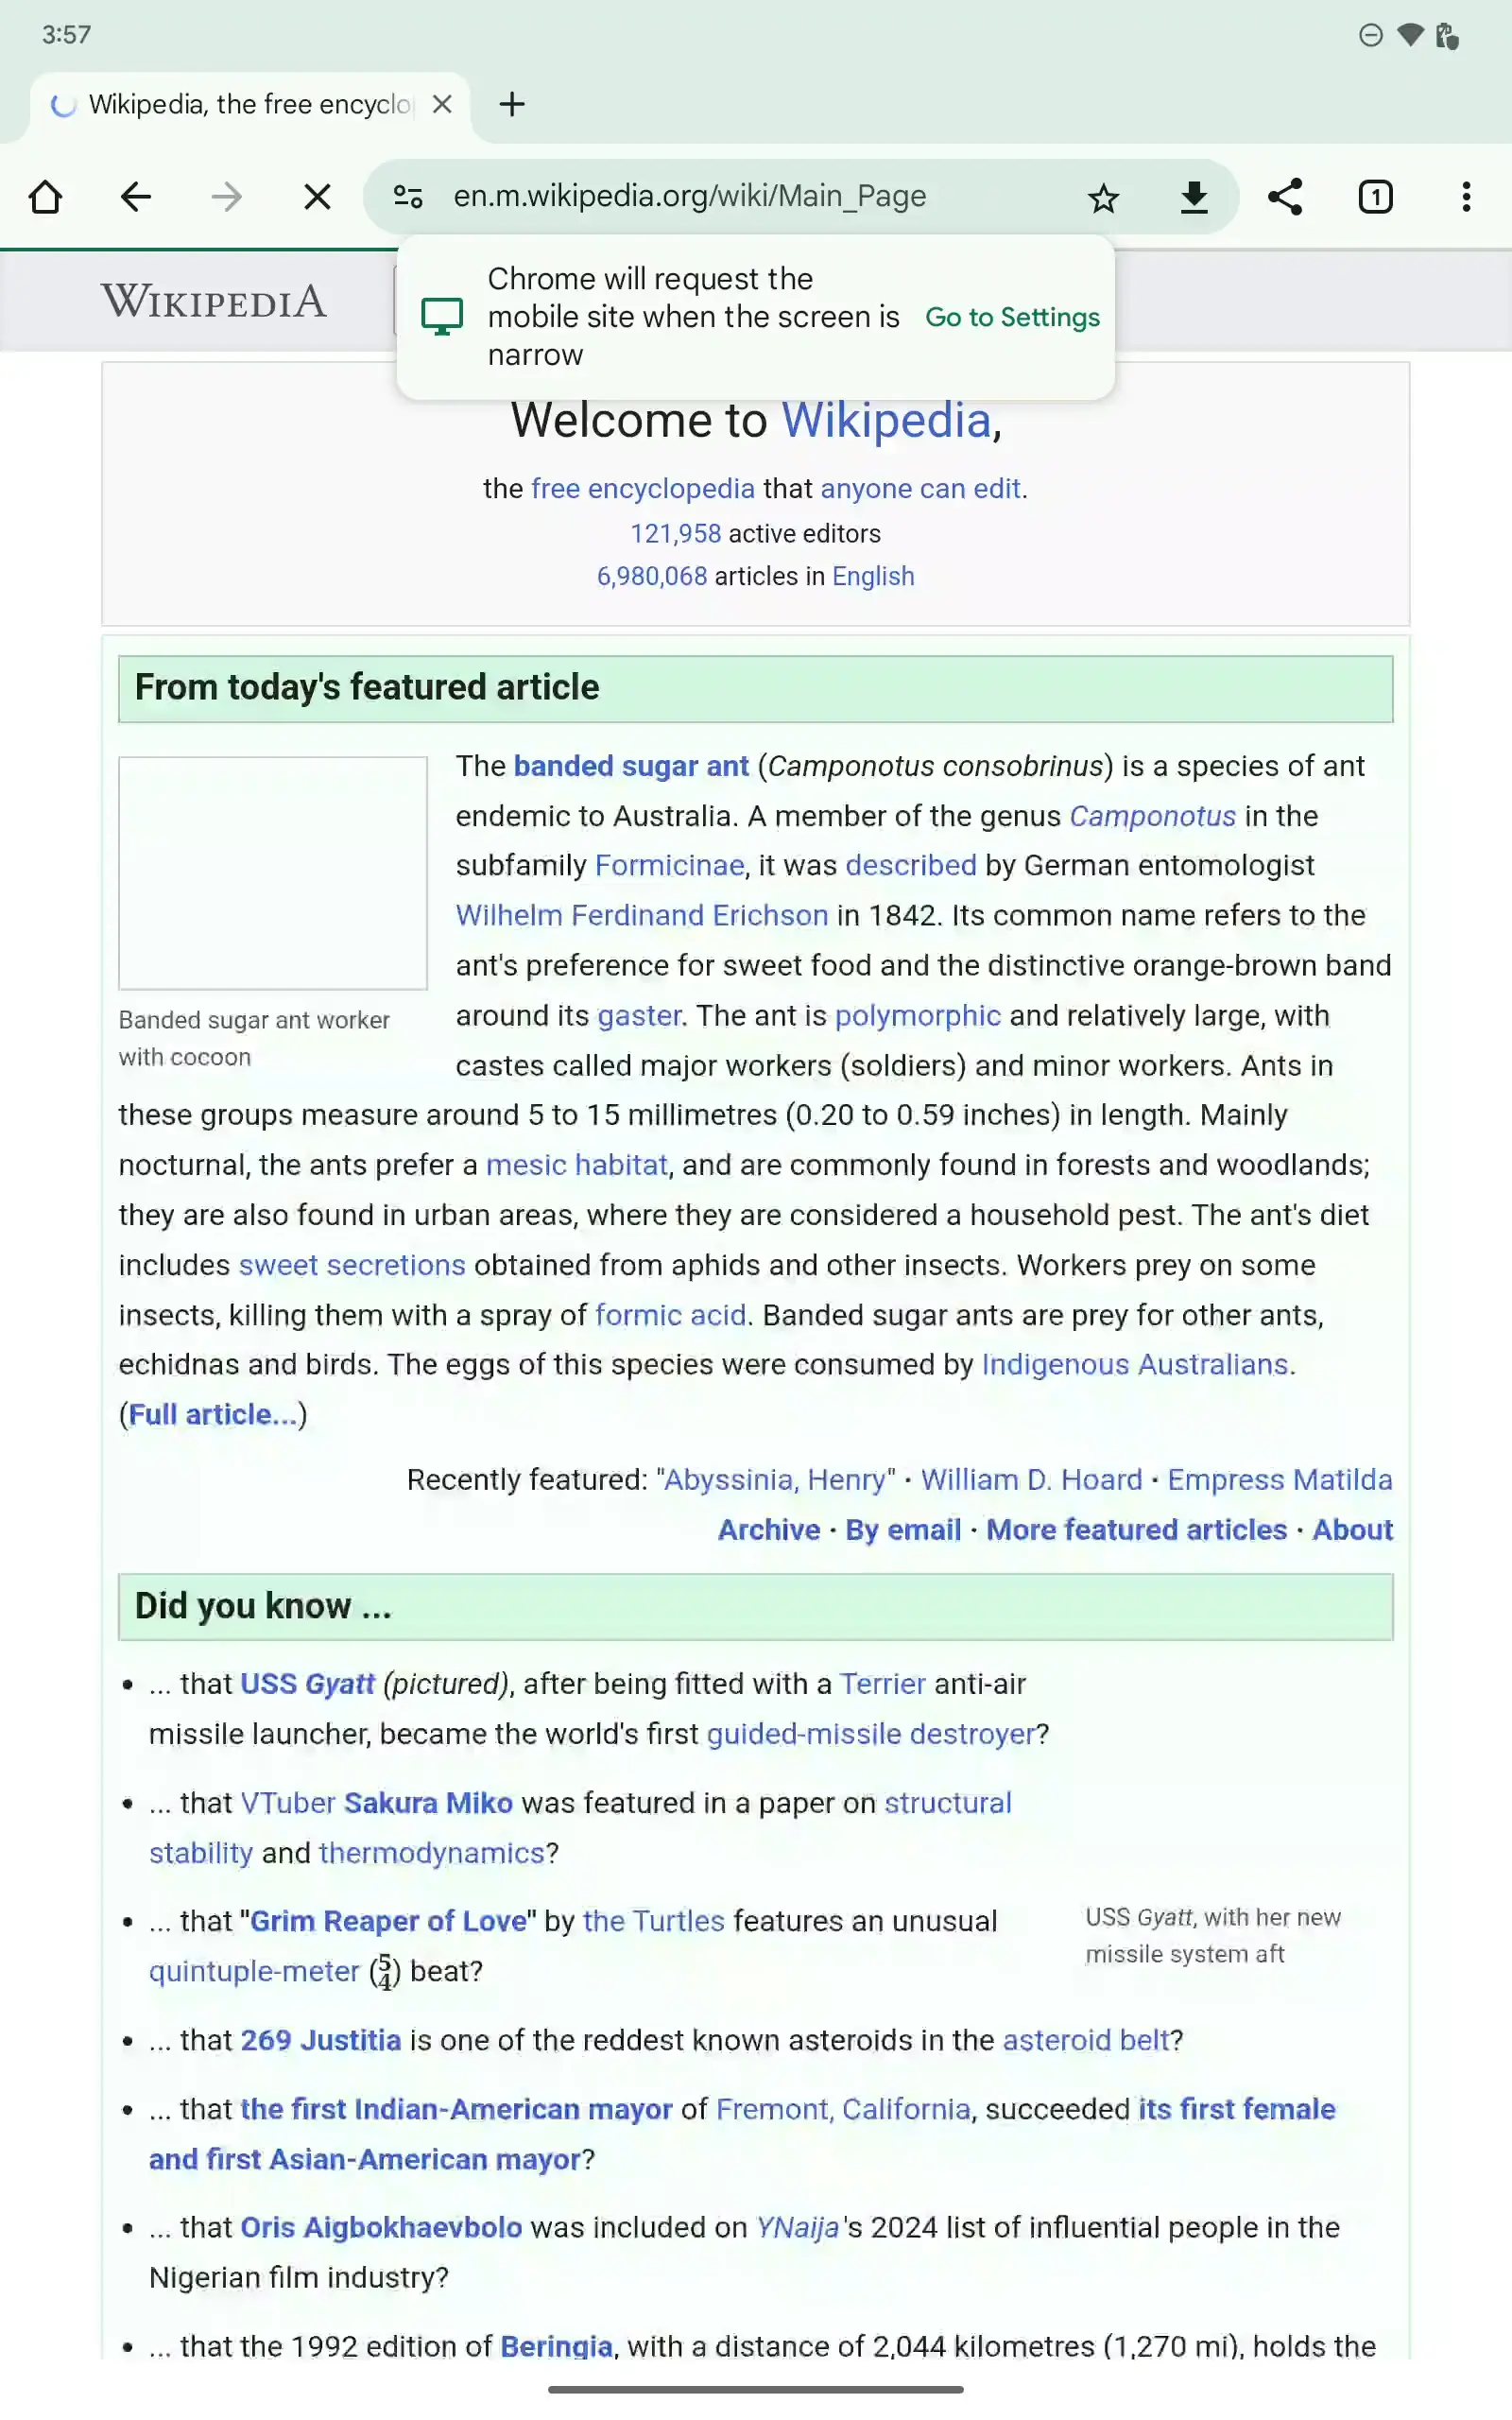 3:57
Wikipedia, the free encyclo
en.m.wikipedia.org/wiki/Main_Page
1
Chrome will request the
mobile site when the screen is
narrow
Go to Settings
WIKIPEDIA
Welcome to Wikipedia,
the free encyclopedia that anyone can edit.
121,958 active editors
6,980,068 articles in English
From today's featured article
The banded sugar ant (Camponotus consobrinus) is a species of ant
endemic to Australia. A member of the genus Camponotus in the
subfamily Formicinae, it was described by German entomologist
Wilhelm Ferdinand Erichson in 1842. Its common name refers to the
ant's preference for sweet food and the distinctive orange-brown band
around its gaster. The ant is polymorphic and relatively large, with
castes called major workers (soldiers) and minor workers. Ants in
Banded sugar ant worker
with cocoon
these groups measure around 5 to 15 millimetres (0.20 to 0.59 inches) in length. Mainly
nocturnal, the ants prefer a mesic habitat, and are commonly found in forests and woodlands;
they are also found in urban areas, where they are considered a household pest. The ant's diet
includes sweet secretions obtained from aphids and other insects. Workers prey on some
insects, killing them with a spray of formic acid. Banded sugar ants are prey for other ants,
echidnas and birds. The eggs of this species were consumed by Indigenous Australians.
(Full article...)
Recently featured: "Abyssinia, Henry" · William D. Hoard · Empress Matilda
Archive · By email · More featured articles · About
Did you know ...
• ... that USS Gyatt (pictured), after being fitted with a Terrier anti-air
missile launcher, became the world's first guided-missile destroyer?
• ... that VTuber Sakura Miko was featured in a paper on structural
stability and thermodynamics?
• ... that "Grim Reaper of Love" by the Turtles features an unusual
quintuple-meter (5/4) beat?
USS Gyatt, with her new
missile system aft
• ... that 269 Justitia is one of the reddest known asteroids in the asteroid belt?
• ... that the first Indian-American mayor of Fremont, California, succeeded its first female
and first Asian-American mayor?
• ... that Oris Aigbokhaevbolo was included on YNaija's 2024 list of influential people in the
Nigerian film industry?
• ... that the 1992 edition of Beringia, with a distance of 2,044 kilometres (1,270 mi), holds the